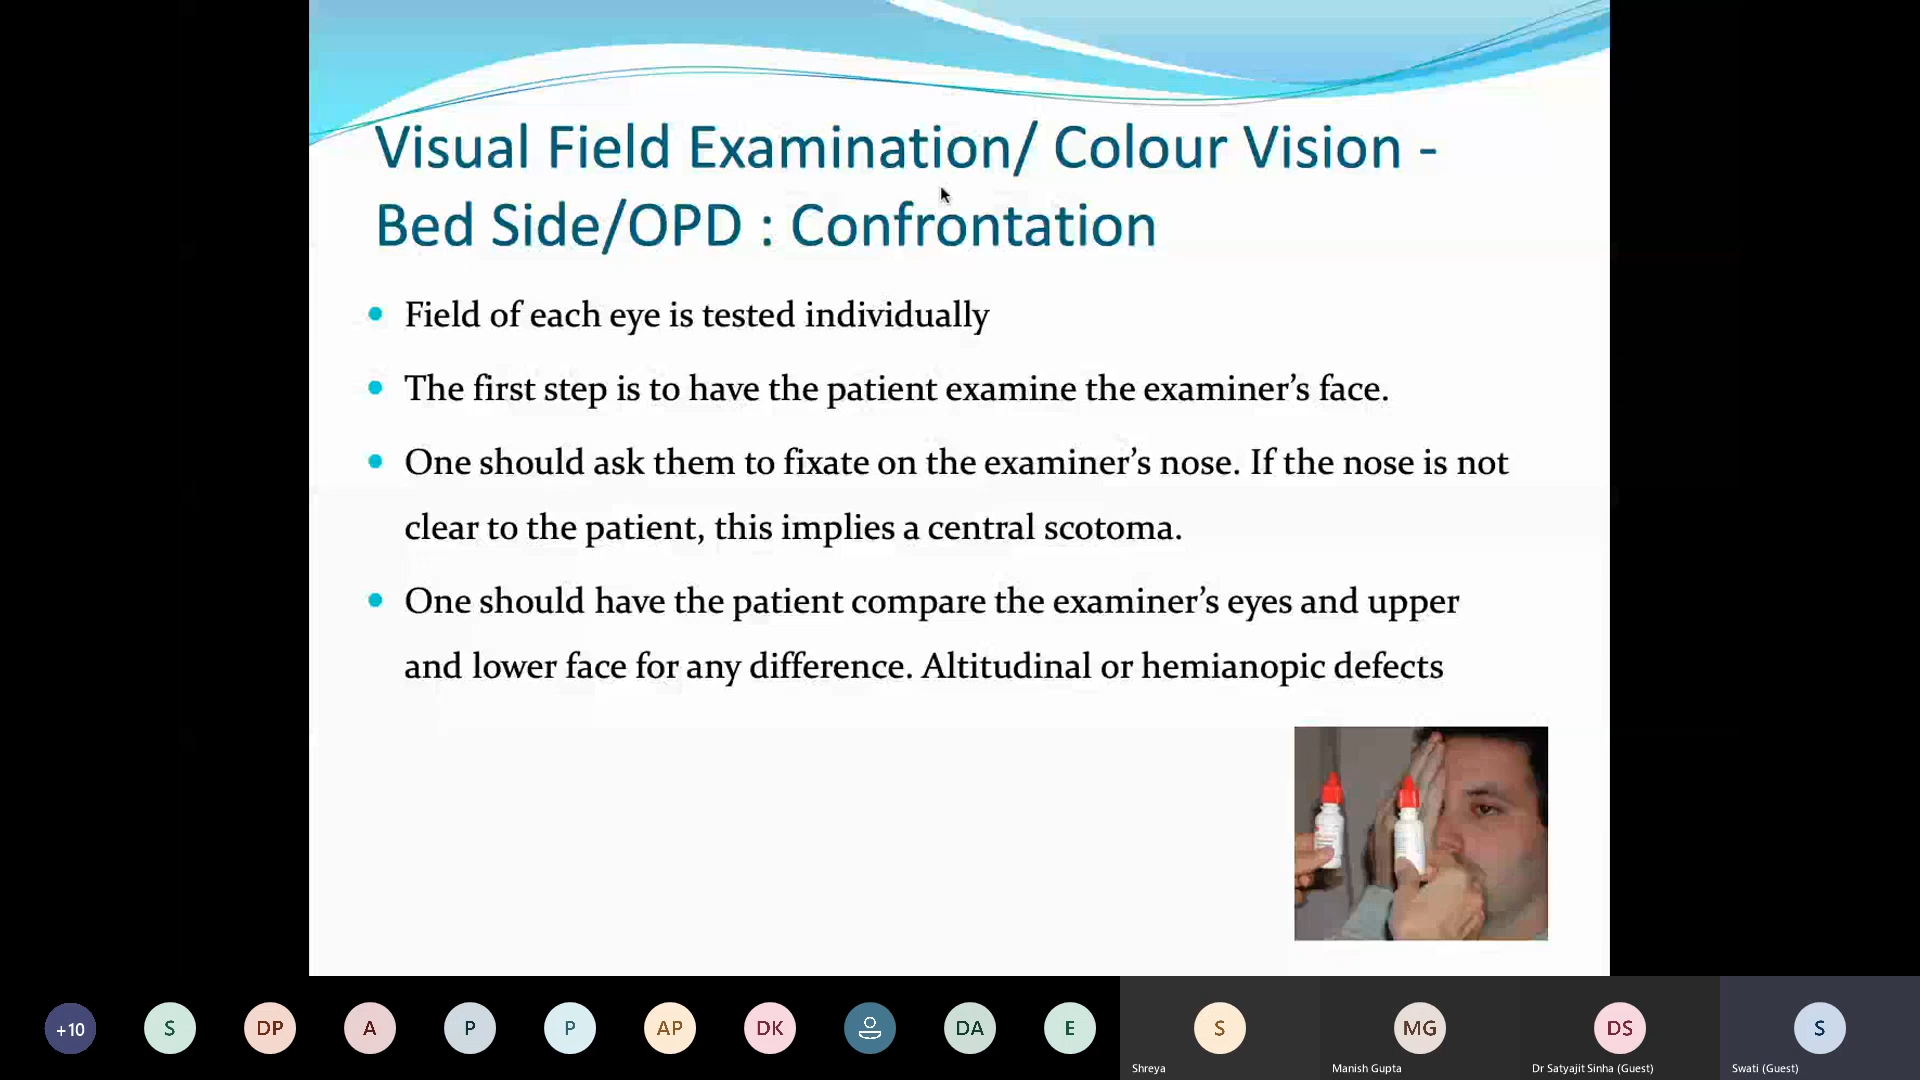 Visual Field Examination/ Colour Vision -
Bed Side/OPD : Confrontation
• Field of each eye is tested individually
• The first step is to have the patient examine the examiner’s face.
• One should ask them to fixate on the examiner’s nose. If the nose is not
clear to the patient, this implies a central scotoma.
• One should have the patient compare the examiner’s eyes and upper
and lower face for any difference. Altitudinal or hemianopic defects
+10
S
DP
A
P
P
AP
DK
DA
E
S
Shreya
MG
Manish Gupta
DS
Dr Satyajit Sinha (Guest)
S
Swati (Guest)